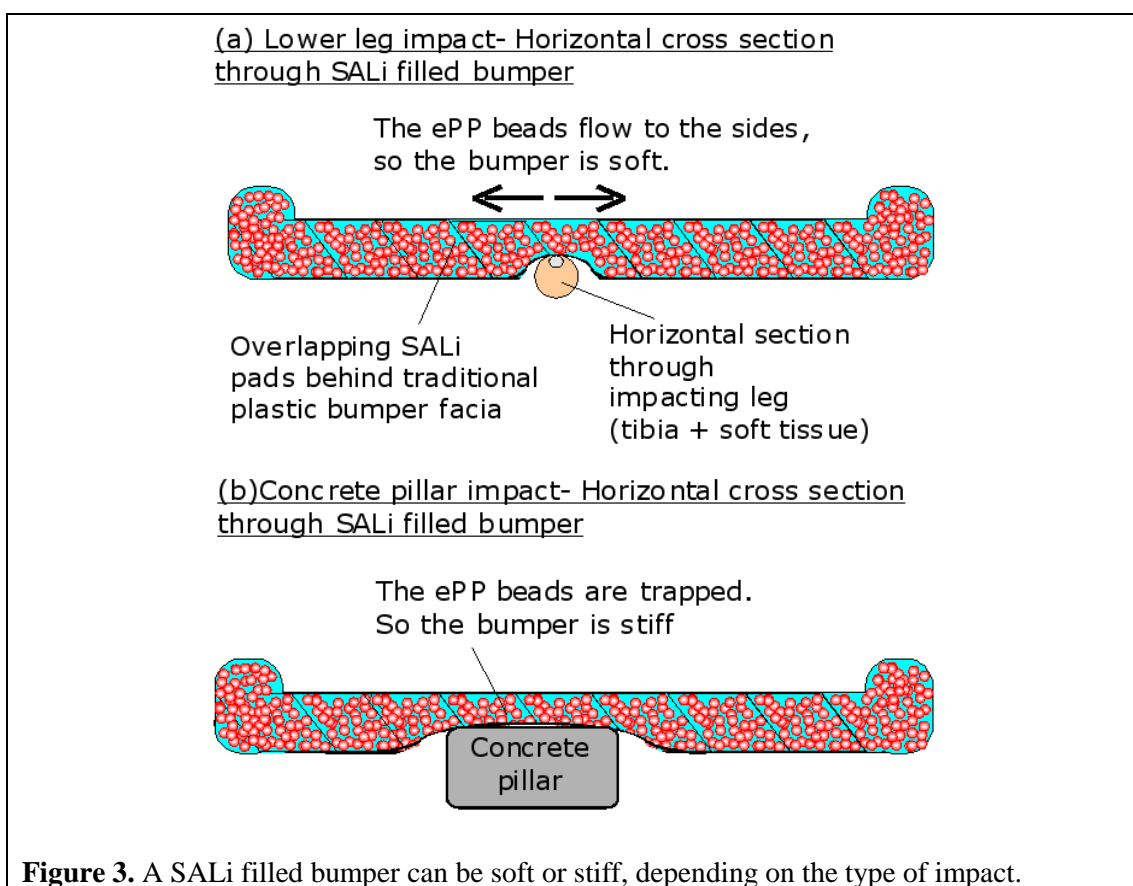 (a) Lower leg impact- Horizontal cross section
through SALi filled bumper
The ePP beads flow to the sides,
so the bumper is soft.
Overlapping SALi
pads behind traditional
plastic bumper facia
Horizontal section
through
impacting leg
(tibia + soft tissue)
(b)Concrete pillar impact- Horizontal cross section
through SALi filled bumper
The ePP beads are trapped.
So the bumper is stiff
Concrete
pillar
Figure 3. A SALi filled bumper can be soft or stiff, depending on the type of impact.